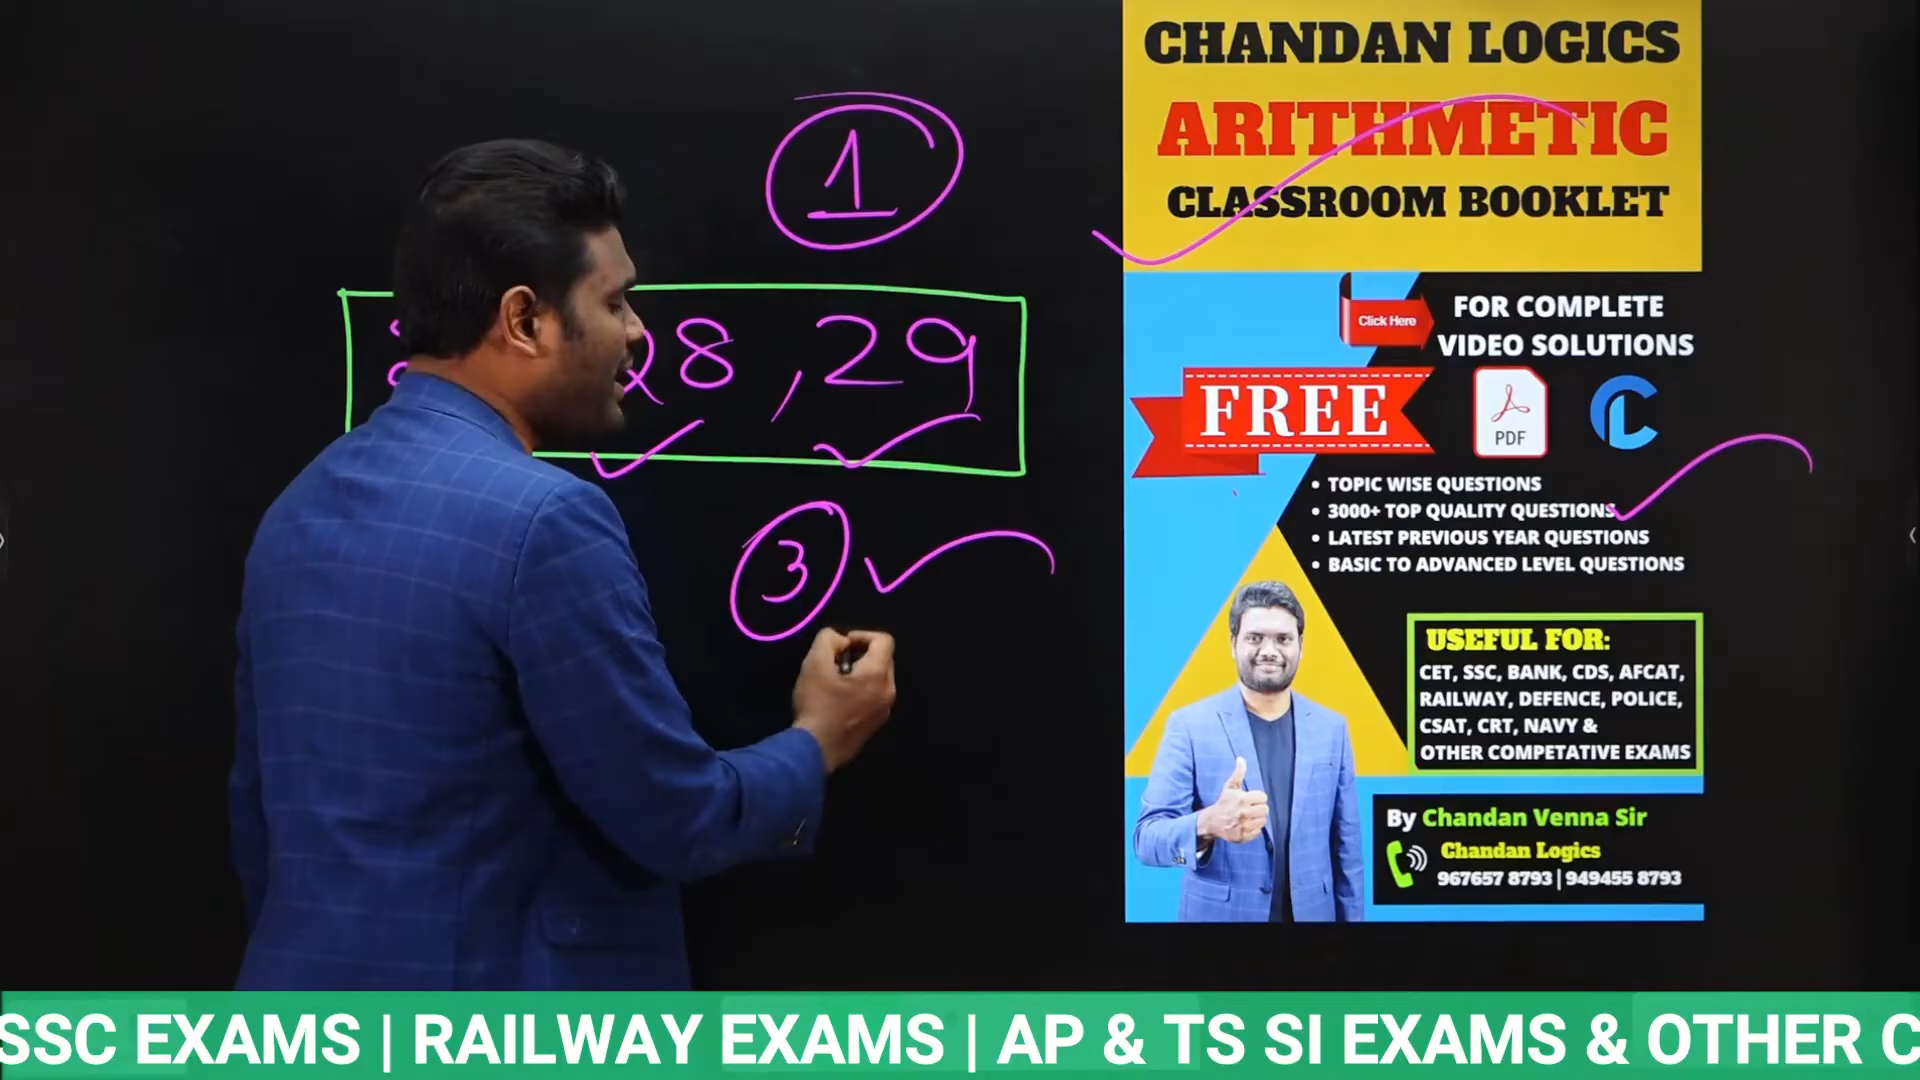 1
28, 29
3
CHANDAN LOGICS
ARITHMETIC
CLASSROOM BOOKLET
Click Here
FOR COMPLETE
VIDEO SOLUTIONS
FREE
PDF
• TOPIC WISE QUESTIONS
• 3000+ TOP QUALITY QUESTIONS
• LATEST PREVIOUS YEAR QUESTIONS
• BASIC TO ADVANCED LEVEL QUESTIONS
USEFUL FOR:
CET, SSC, BANK, CDS, AFCAT,
RAILWAY, DEFENCE, POLICE,
CSAT, CRT, NAVY &
OTHER COMPETATIVE EXAMS
By Chandan Venna Sir
Chandan Logics
967657 8793 | 949455 8793
SSC EXAMS | RAILWAY EXAMS | AP & TS SI EXAMS & OTHER C